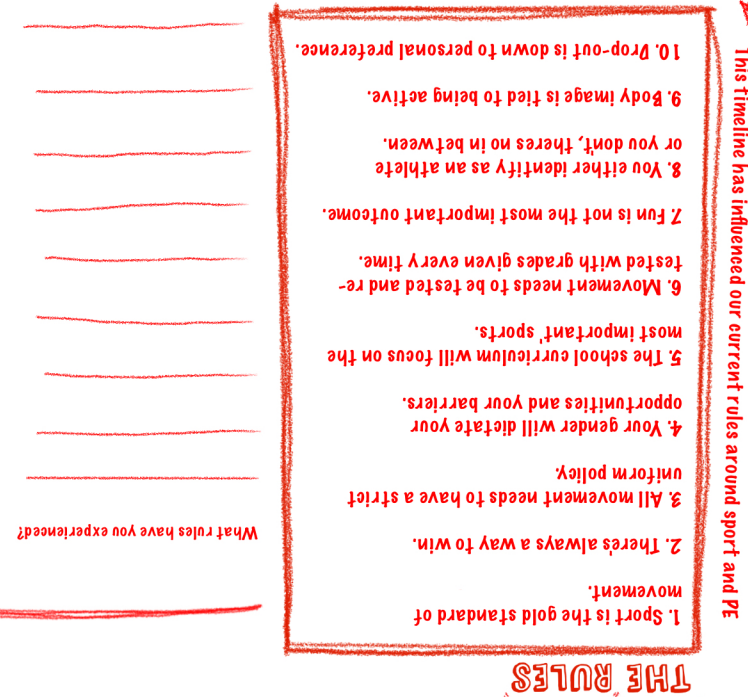 "THE RULES"
1. Sport is the gold standard of
movement.
2. There's always a way to win.
3. All movement needs to have a strict
uniform policy.
4. Your gender will dictate your
opportunities and your barriers.
5. The school curriculum will focus on the
most important' sports.
6. Movement needs to be tested and re-
tested with grades given every time.
7. Fun is not the most important outcome.
8. You either identify as an athlete
or you don't, theres no in between.
9. Body image is tied to being active.
10. Drop-out is down to personal preference.
What rules have you experienced?
This timeline has influenced our current rules around sport and PE